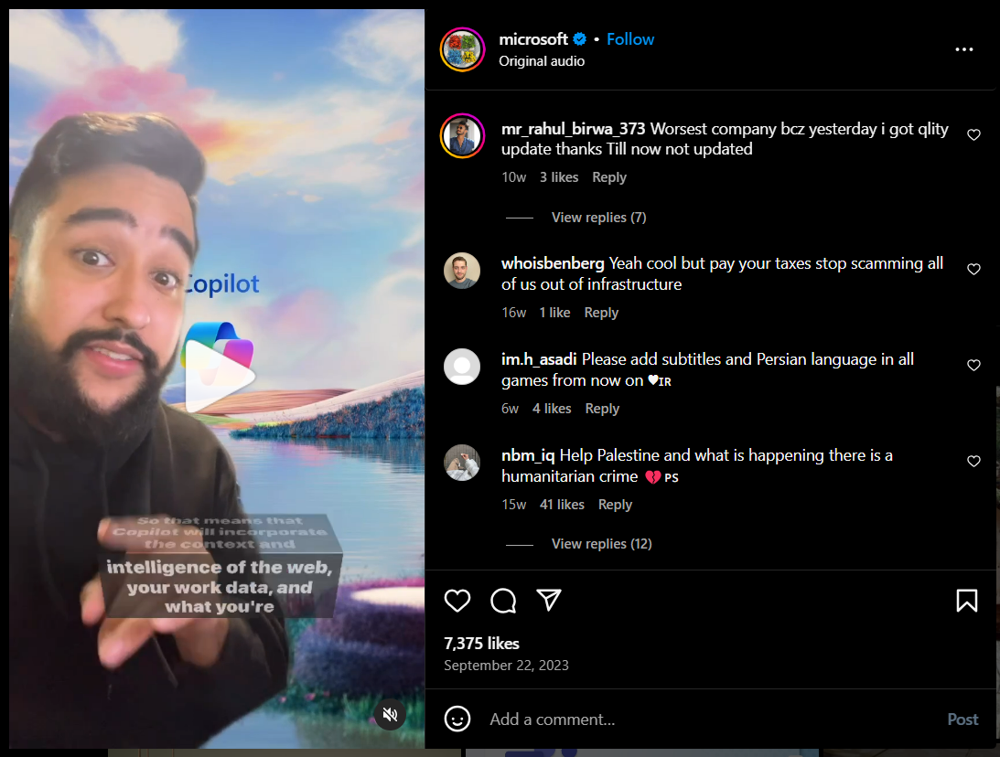 Copilot
So that means that
Copilot will incorporate
the context and
intelligence of the web,
your work data, and
what you're
microsoft • Follow
Original audio
mr_rahul_birwa_373 Worsest company bcz yesterday i got qlity
update thanks Till now not updated
10w 3 likes Reply
View replies (7)
whoisbenberg Yeah cool but pay your taxes stop scamming all
of us out of infrastructure
16w 1 like Reply
im.h_asadi Please add subtitles and Persian language in all
games from now on ♥IR
6w 4 likes Reply
nbm_iq Help Palestine and what is happening there is a
humanitarian crime 💔PS
15w 41 likes Reply
View replies (12)
7,375 likes
September 22, 2023
Add a comment... Post